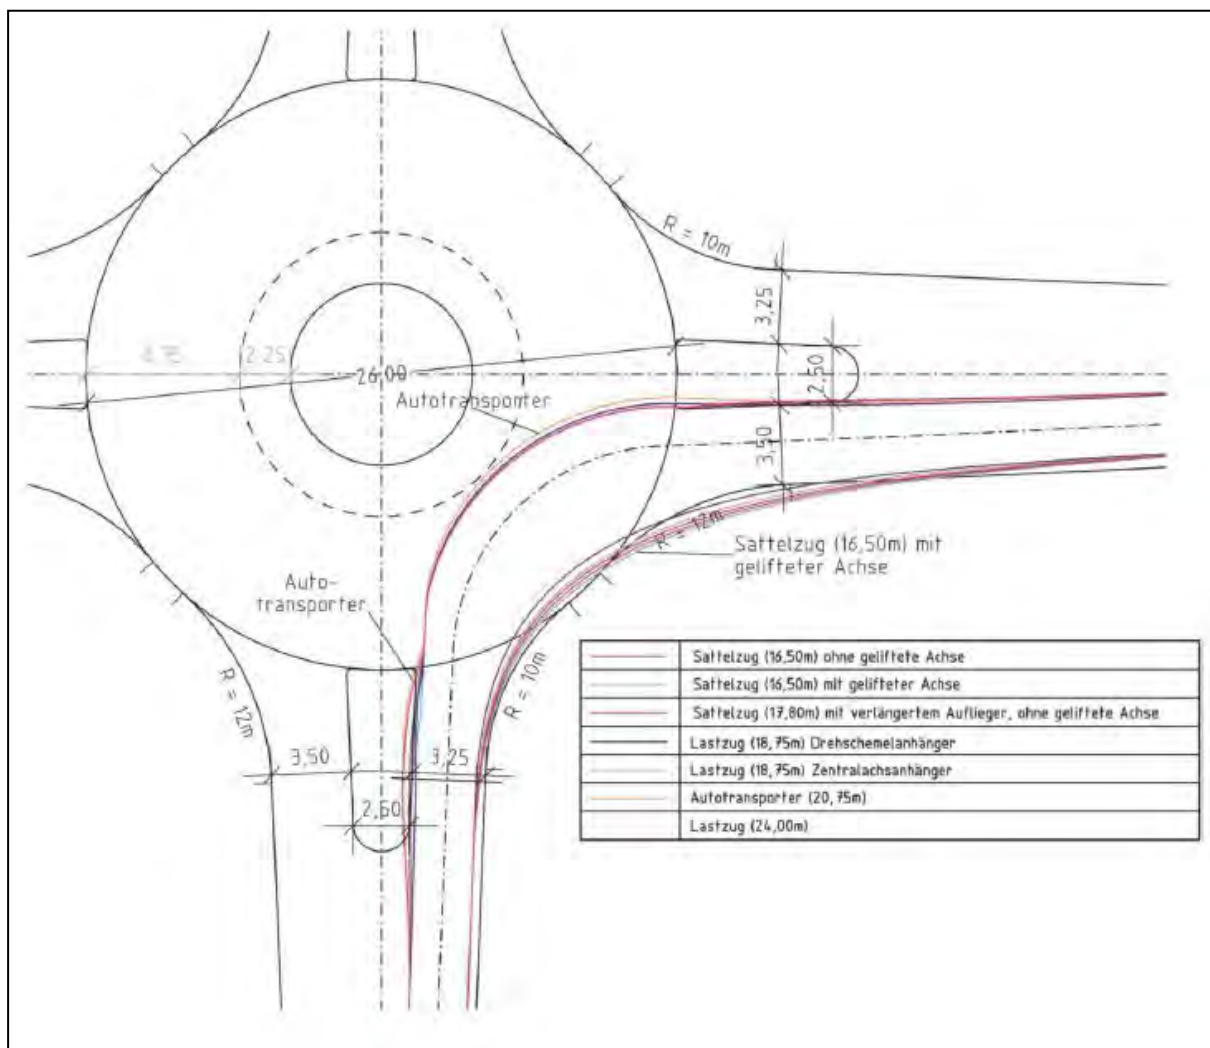 R = 10m
3,25
2,25
26,00
2,50
Autotransporter
3,50
R = 12m
Sattelzug (16,50m) mit
gelifteter Achse
Auto-
transporter
R = 12m
R = 10m
3,50
3,25
2,50
Sattelzug (16,50m) ohne geliftete Achse
Sattelzug (16,50m) mit gelifteter Achse
Sattelzug (17,80m) mit verlängertem Auflieger, ohne geliftete Achse
Lastzug (18,75m) Drehschemelanhänger
Lastzug (18,75m) Zentralachsanhänger
Autotransporter (20,75m)
Lastzug (24,00m)